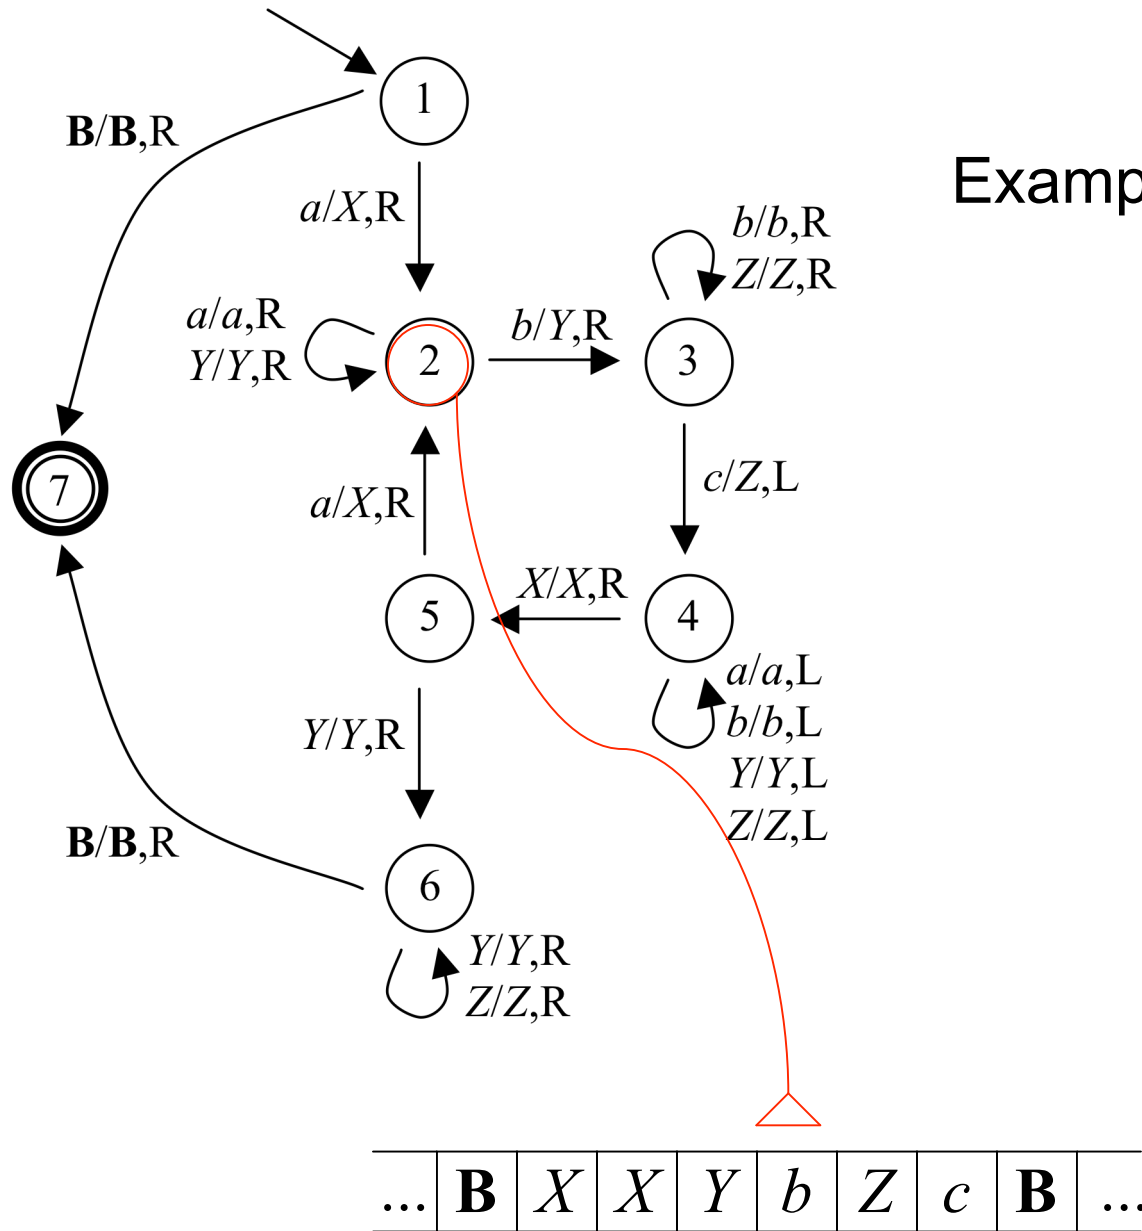 1
B/B,R
Examp
a/X,R
b/b,R
Z/Z,R
a/a,R
Y/Y,R
2
b/Y,R
3
7
a/X,R
c/Z,L
X/X,R
5
4
a/a,L
b/b,L
Y/Y,L
Z/Z,L
Y/Y,R
B/B,R
6
Y/Y,R
Z/Z,R
... B X X Y b Z c B ...